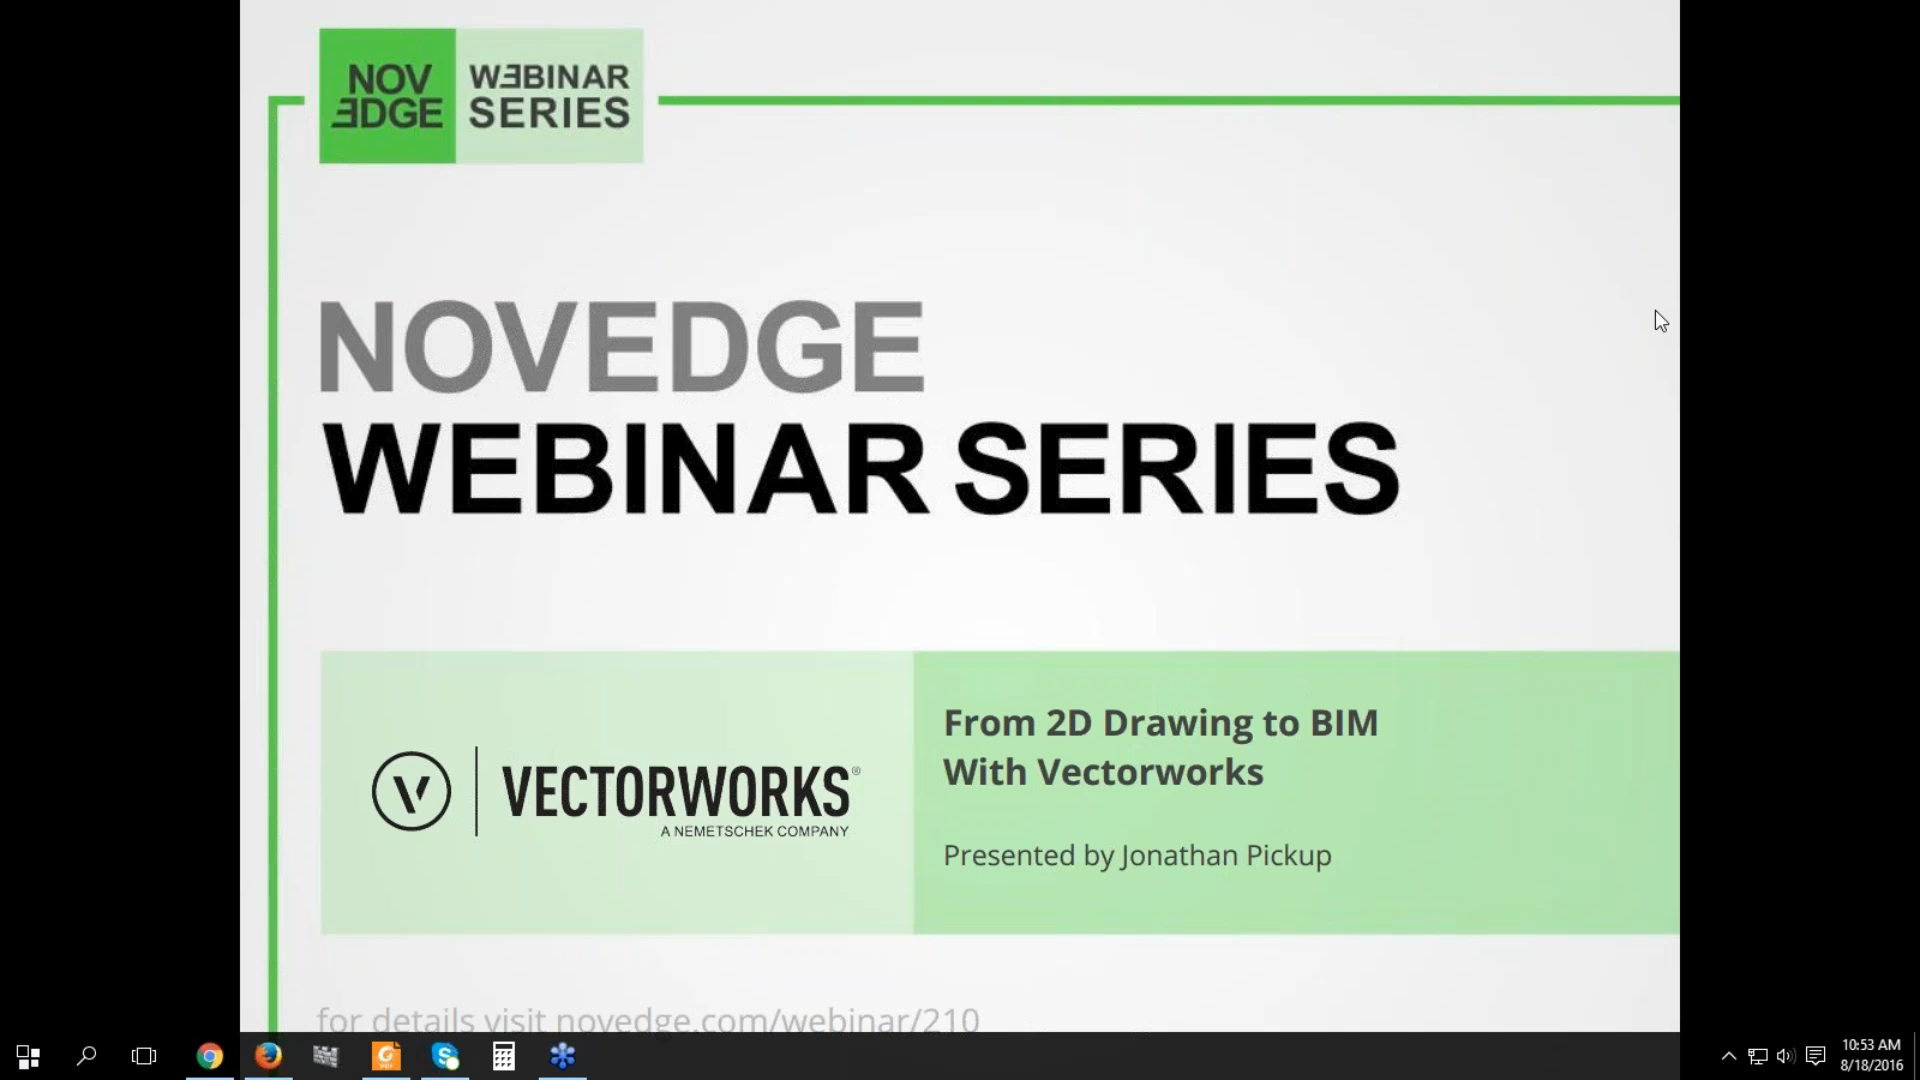 NOV
EDGE
WEBINAR
SERIES
NOVEDGE
WEBINAR SERIES
VECTORWORKS®
A NEMETSCHEK COMPANY
From 2D Drawing to BIM
With Vectorworks
Presented by Jonathan Pickup
for details visit novedge.com/webinar/210
PDF
10:53 AM
8/18/2016